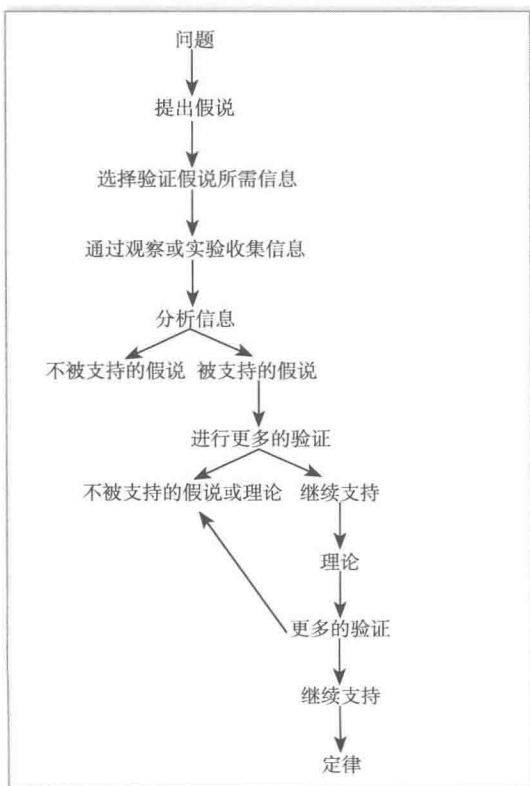 问题
提出假说
选择验证假说所需信息
通过观察或实验收集信息
分析信息
不被支持的假说 被支持的假说
进行更多的验证
不被支持的假说或理论 继续支持
理论
更多的验证
继续支持
定律